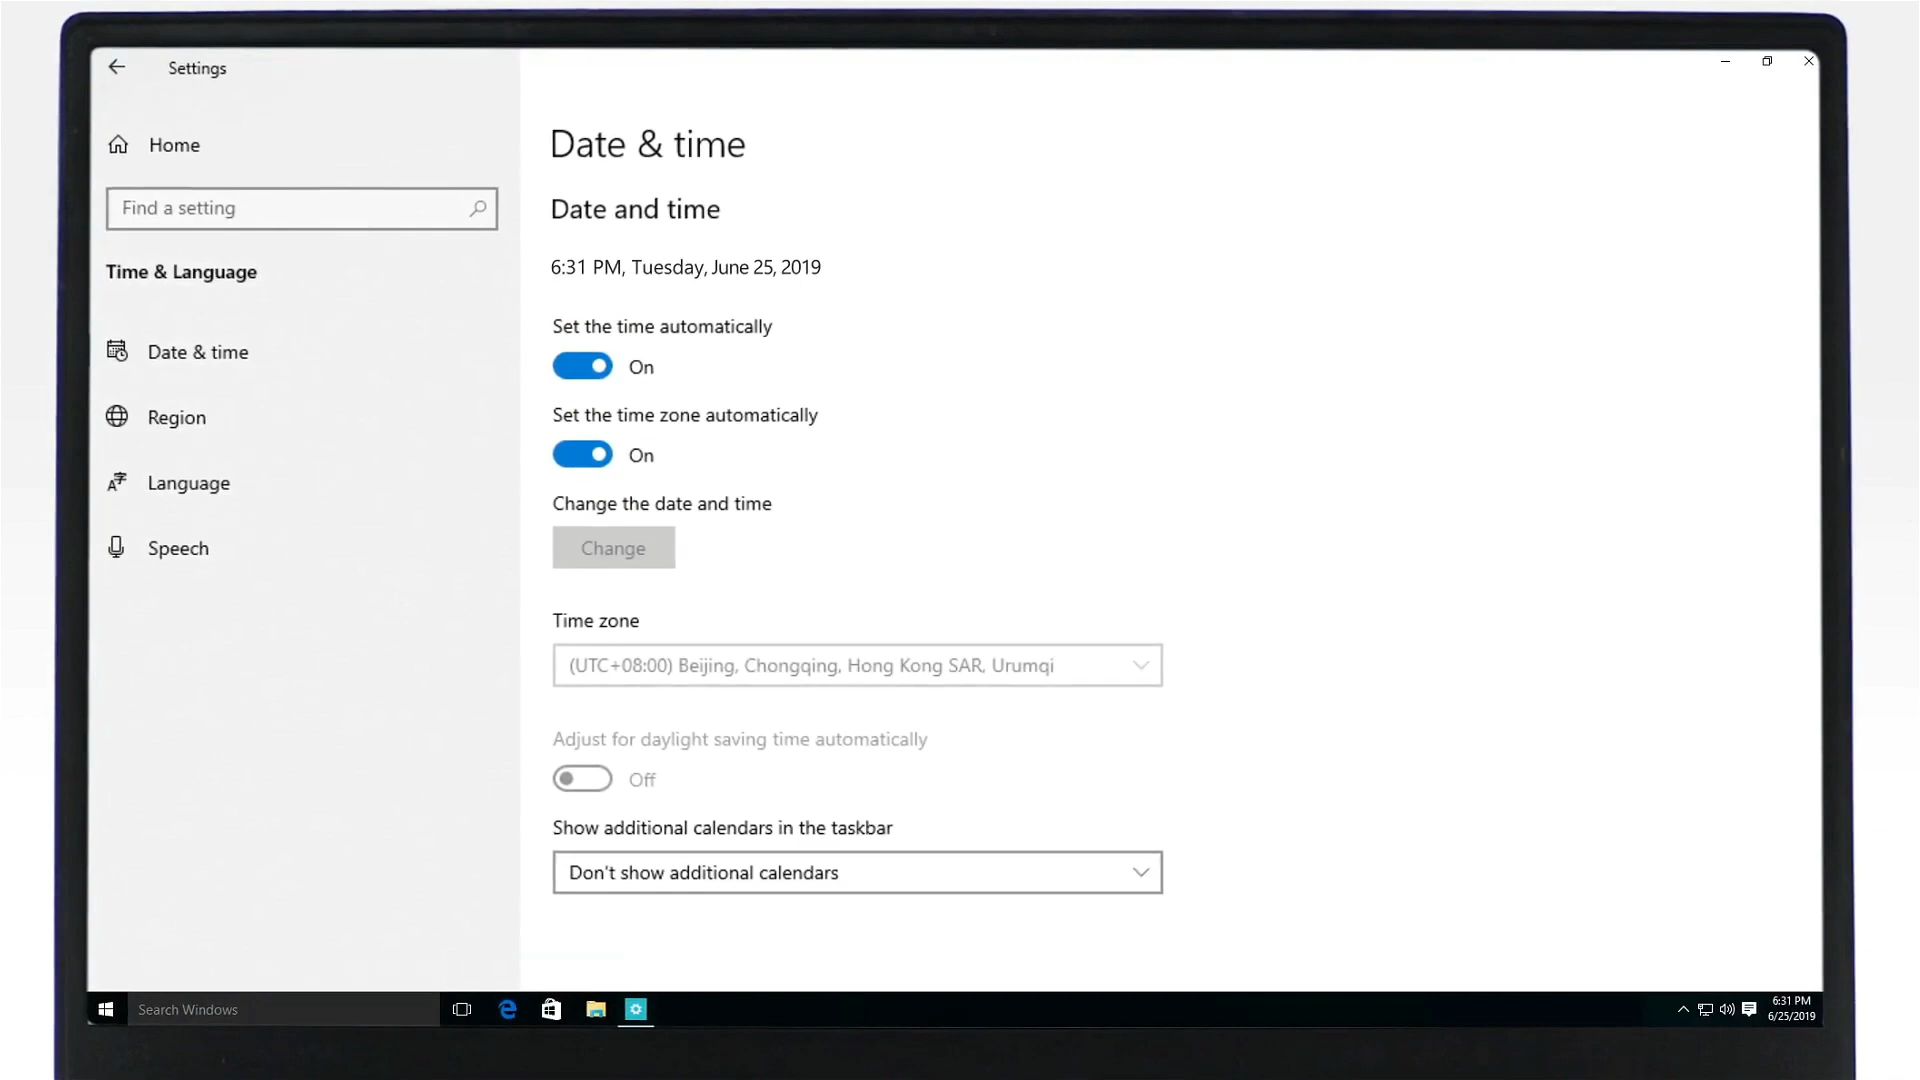 Settings
Home
Find a setting
Time & Language
Date & time
Region
Language
Speech
Date & time
Date and time
6:31 PM, Tuesday, June 25, 2019
Set the time automatically
On
Set the time zone automatically
On
Change the date and time
Change
Time zone
(UTC+08:00) Beijing, Chongqing, Hong Kong SAR, Urumqi
Adjust for daylight saving time automatically
Off
Show additional calendars in the taskbar
Don't show additional calendars
Search Windows
6:31 PM
6/25/2019